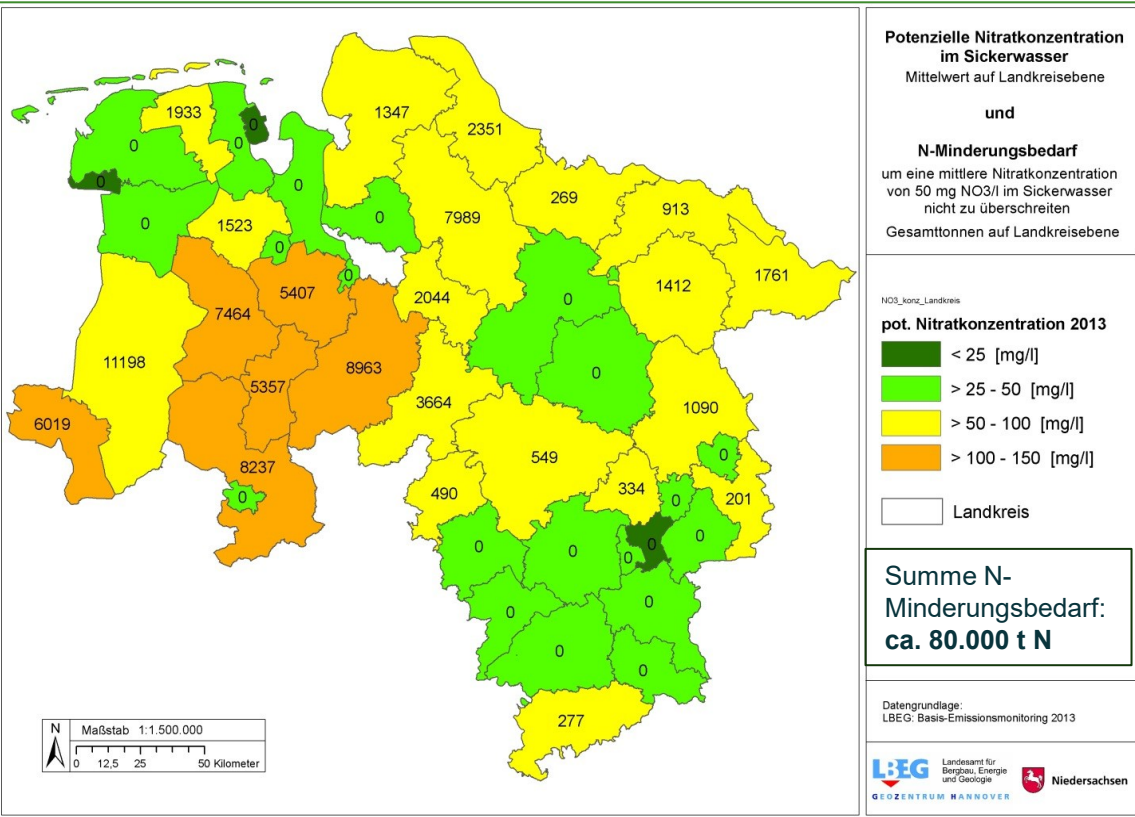 1933
0
0
0
0
0
0
1523
0
0
1347
2351
0
7989
269
913
1761
1412
0
0
7464
5407
2044
11198
5357
8963
3664
6019
8237
0
1090
549
0
490
334
0
201
0
0
0
0
0
0
0
0
0
277
N
Maßstab 1:1.500.000
0 12,5 25 50 Kilometer
Potenzielle Nitratkonzentration
im Sickerwasser
Mittelwert auf Landkreisebene
und
N-Minderungsbedarf
um eine mittlere Nitratkonzentration
von 50 mg NO3/l im Sickerwasser
nicht zu überschreiten
Gesamttonnen auf Landkreisebene
NO3_konz_Landkreis
pot. Nitratkonzentration 2013
< 25 [mg/l]
> 25 - 50 [mg/l]
> 50 - 100 [mg/l]
> 100 - 150 [mg/l]
Landkreis
Summe N-
Minderungsbedarf:
ca. 80.000 t N
Datengrundlage:
LBEG: Basis-Emissionsmonitoring 2013
LBEG
Landesamt für
Bergbau, Energie
und Geologie
GEOZENTRUM HANNOVER
Niedersachsen